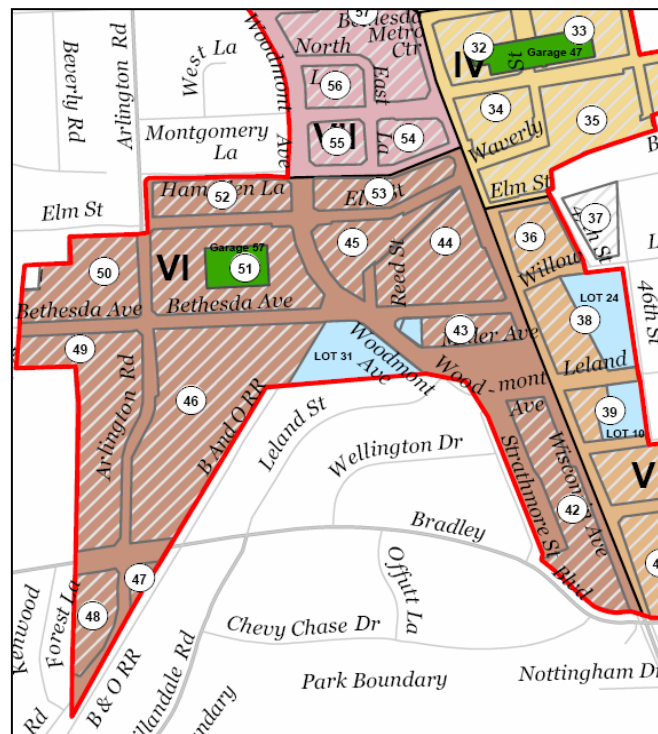 57
Bethesda
Metro
Ctr
North
La
East
La
Woodmont
Ave
West La
Beverly Rd
Arlington Rd
Montgomery
La
32
33
Garage 47
St
IV
34
35
Waverly
Elm St
56
55
VII
54
Elm St
52
53
Elm St
37
36
Willow
46th St
50
VI
Garage 57
51
45
44
Reed St
Bethesda Ave
Bethesda Ave
LOT 24
38
49
LOT 31
Woodmont
Ave
43
Leland
Wood-mont
Ave
39
LOT 10
46
Arlington Rd
B And O RR
Leland St
Wellington Dr
V
Wisconsin Ave
Strathmore St
42
Bradley
Blvd
47
48
Kenwood
Forest La
Offutt La
Chevy Chase Dr
B & O RR
Rd
Park Boundary
Nottingham Dr